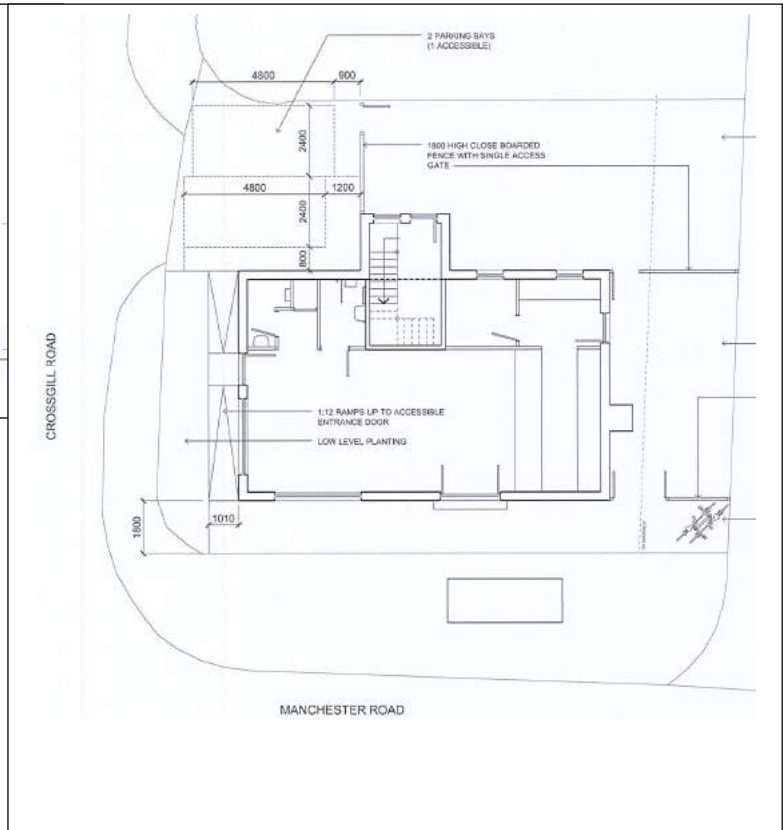 2 PARKING BAYS
(1 ACCESSIBLE)
4800
900
2400
1800 HIGH CLOSE BOARDED
FENCE WITH SINGLE ACCESS
GATE
4800
1200
2400
800
CROSSGILL ROAD
1:12 RAMPS UP TO ACCESSIBLE
ENTRANCE DOOR
LOW LEVEL PLANTING
1800
1010
MANCHESTER ROAD